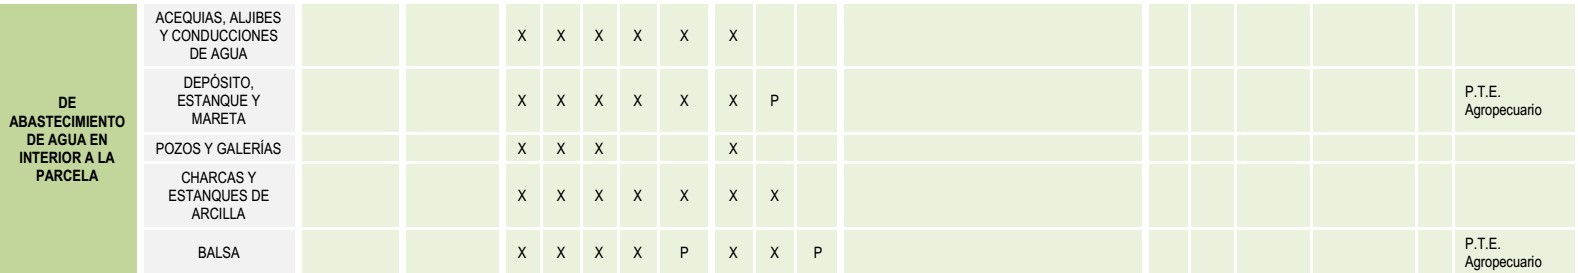 DE
ABASTECIMIENTO
DE AGUA EN
INTERIOR A LA
PARCELA
ACEQUIAS, ALJIBES
Y CONDUCCIONES
DE AGUA
X X X X X X
DEPÓSITO,
ESTANQUE Y
MARETA
X X X X X X P
P.T.E.
Agropecuario
POZOS Y GALERÍAS X X X X
CHARCAS Y
ESTANQUES DE
ARCILLA
X X X X X X X
BALSA X X X X P X X P
P.T.E.
Agropecuario